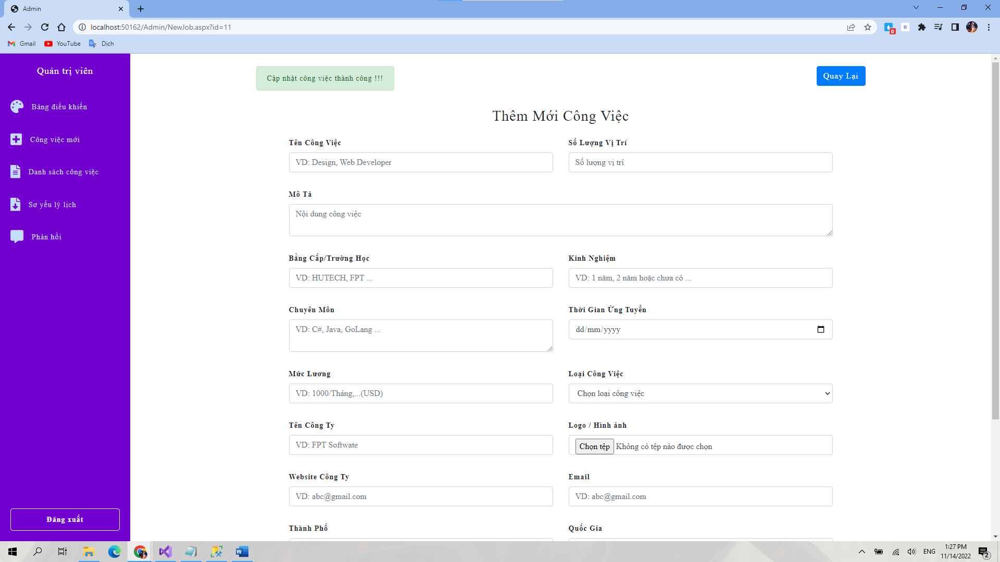 Admin
localhost:50162/Admin/NewJob.aspx?id=11
0
B
Gmail
YouTube
Dịch
Quản trị viên
Bảng điều khiển
Công việc mới
Danh sách công việc
Sơ yếu lý lịch
Phản hồi
Đăng xuất
Cập nhật công việc thành công !!!
Quay Lại
Thêm Mới Công Việc
Tên Công Việc
Số Lượng Vị Trí
VD: Design, Web Developer
Số lượng vị trí
Mô Tả
Nội dung công việc
Bằng Cấp/Trường Học
Kinh Nghiệm
VD: HUTECH, FPT ...
VD: 1 năm, 2 năm hoặc chưa có ...
Chuyên Môn
Thời Gian Ứng Tuyển
VD: C#, Java, GoLang ...
dd/mm/yyyy
Mức Lương
Loại Công Việc
VD: 1000/Tháng,...(USD)
Chọn loại công việc
Tên Công Ty
Logo / Hình ảnh
VD: FPT Softwate
Chọn tệp Không có tệp nào được chọn
Website Công Ty
Email
VD: abc@gmail.com
VD: abc@gmail.com
Thành Phố
Quốc Gia
ENG
1:27 PM
11/14/2022
2